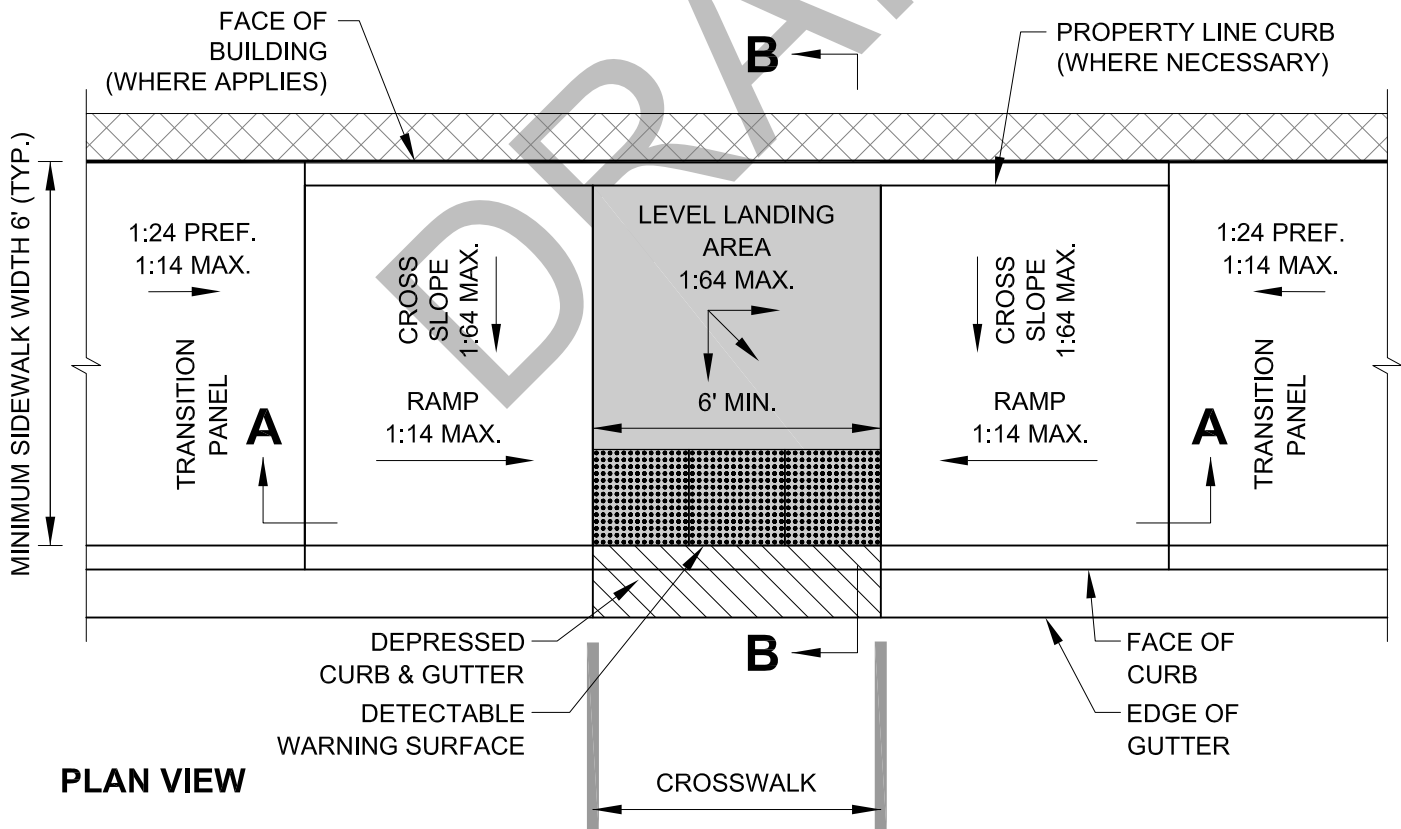 FACE OF
BUILDING
(WHERE APPLIES)
B
PROPERTY LINE CURB
(WHERE NECESSARY)
DRA
MINIMUM SIDEWALK WIDTH 6' (TYP.)
1:24 PREF.
1:14 MAX.
TRANSITION
PANEL
A
CROSS
SLOPE
1:64 MAX.
RAMP
1:14 MAX.
LEVEL LANDING
AREA
1:64 MAX.
6' MIN.
CROSS
SLOPE
1:64 MAX.
RAMP
1:14 MAX.
A
1:24 PREF.
1:14 MAX.
TRANSITION
PANEL
DEPRESSED
CURB & GUTTER
DETECTABLE
WARNING SURFACE
B
FACE OF
CURB
EDGE OF
GUTTER
PLAN VIEW
CROSSWALK